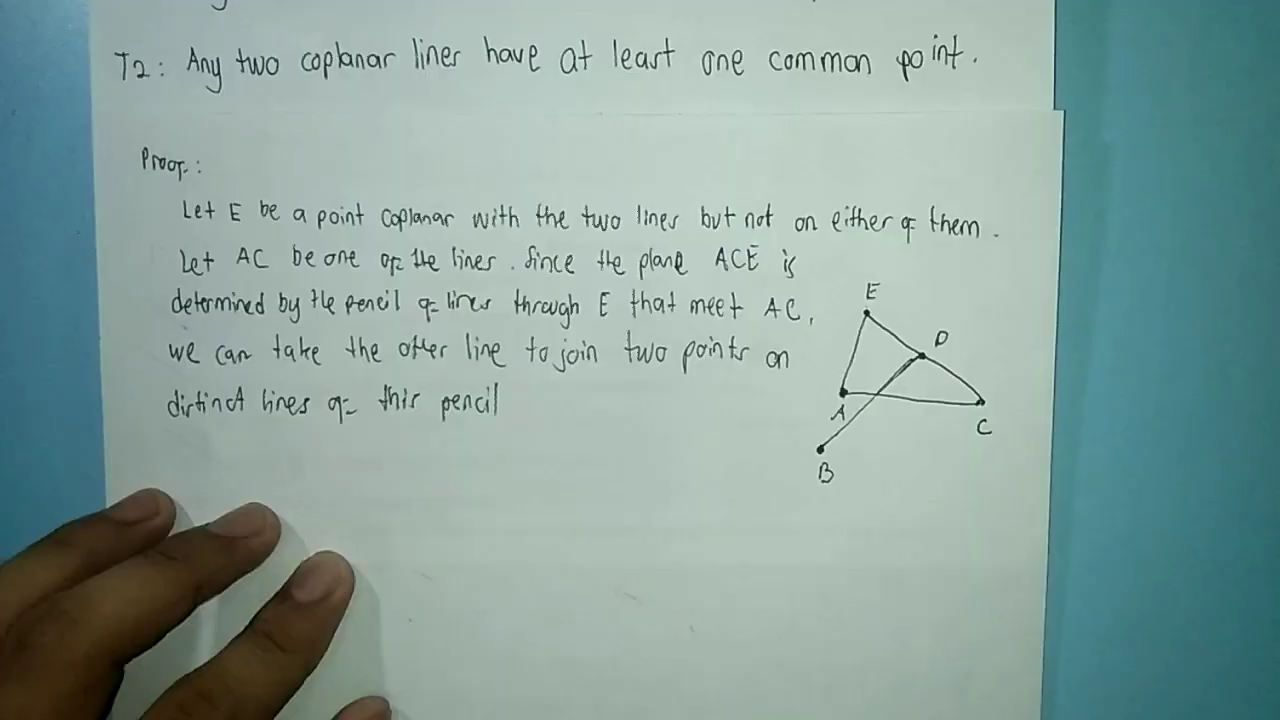 T2: Any two coplanar lines have at least one common point.
Proof:
Let E be a point coplanar with the two lines but not on either of them.
Let AC be one of the lines. Since the plane ACE is
determined by the pencil of lines through E that meet AC,
we can take the other line to join two points on
distinct lines of this pencil
E
D
A
C
B